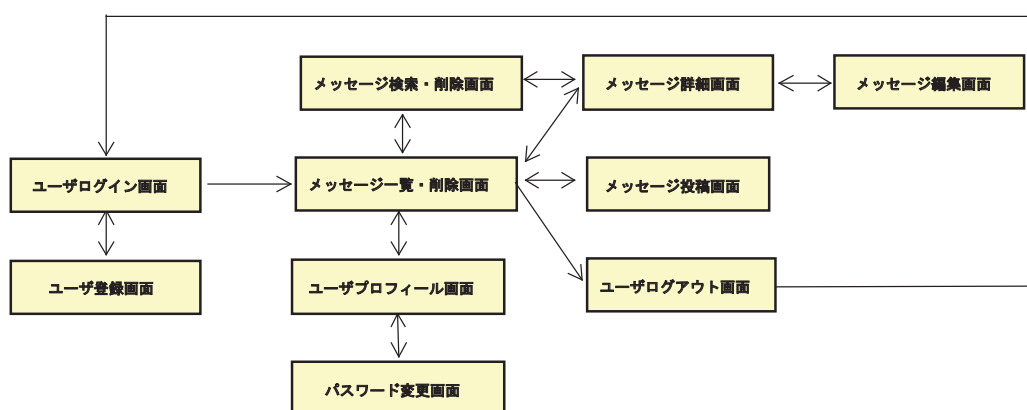 メッセージ検索・削除画面
メッセージ詳細画面
メッセージ編集画面
ユーザログイン画面
メッセージ一覧・削除画面
メッセージ投稿画面
ユーザ登録画面
ユーザプロフィール画面
ユーザログアウト画面
パスワード変更画面